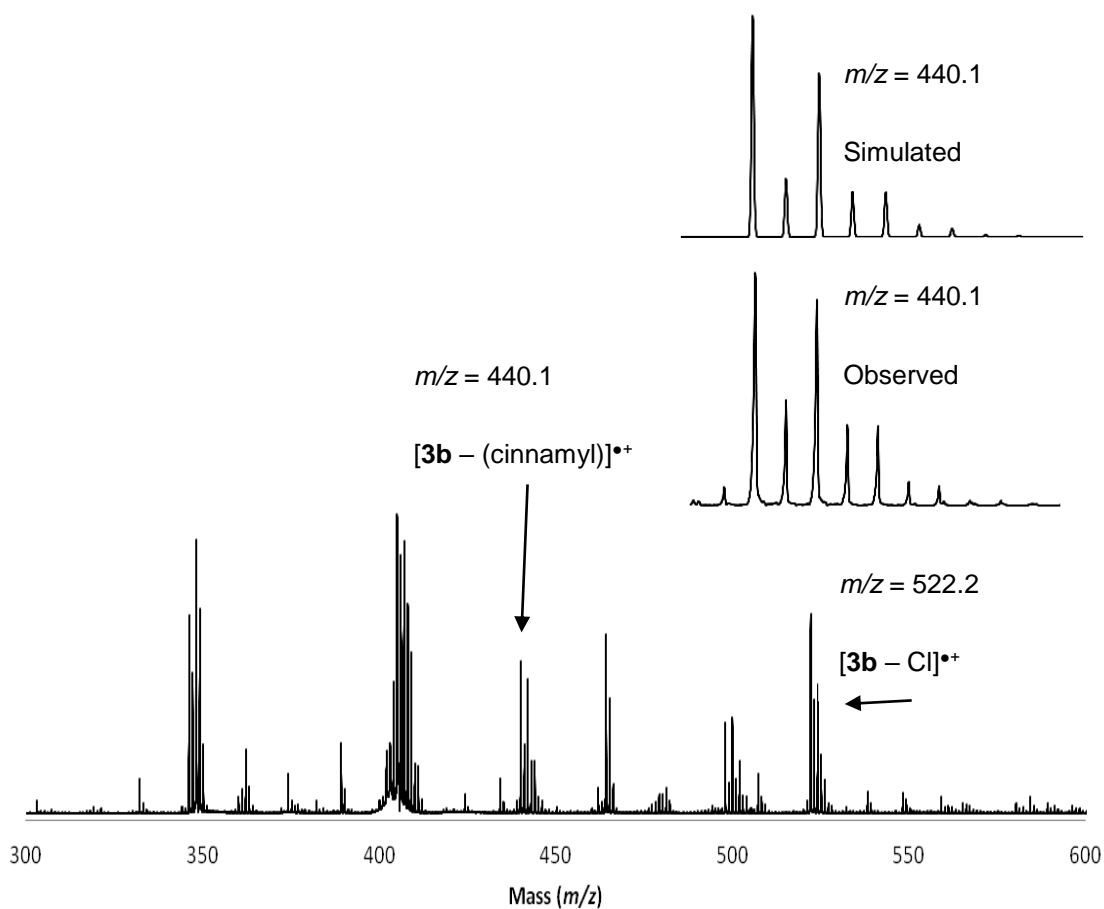 m/z = 440.1
Simulated
m/z = 440.1
Observed
m/z = 440.1
[3b – (cinnamyl)]•+
m/z = 522.2
[3b – Cl]•+
300 350 400 450 500 550 600
Mass (m/z)